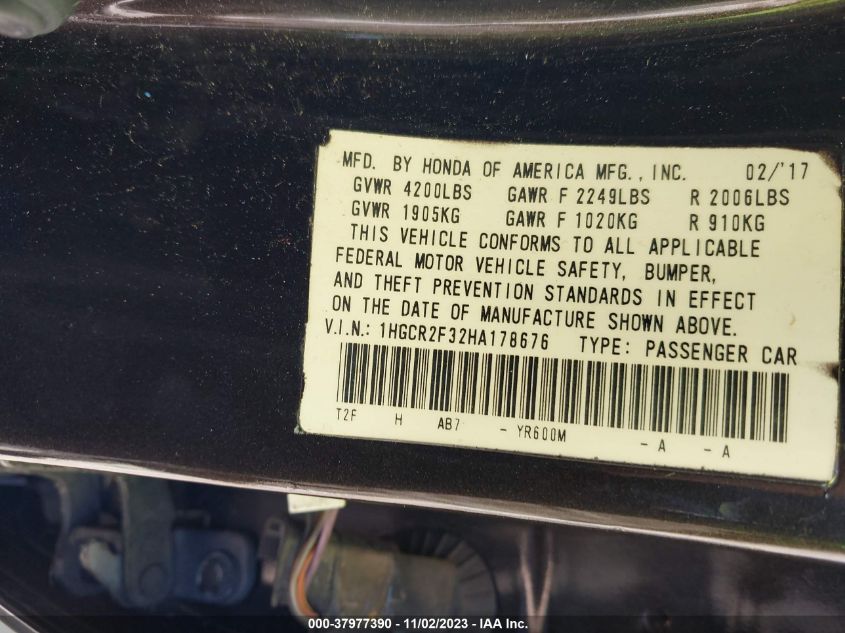 MFD. BY HONDA OF AMERICA MFG., INC. 02/'17
GVWR 4200LBS GAWR F 2249LBS R 2006LBS
GVWR 1905KG GAWR F 1020KG R 910KG
THIS VEHICLE CONFORMS TO ALL APPLICABLE
FEDERAL MOTOR VEHICLE SAFETY, BUMPER,
AND THEFT PREVENTION STANDARDS IN EFFECT
ON THE DATE OF MANUFACTURE SHOWN ABOVE.
V.I.N.: 1HGCR2F32HA178676 TYPE: PASSENGER CAR
T2F H AB7 - YR600M - A - A
000-37977390 - 11/02/2023 - IAA Inc.